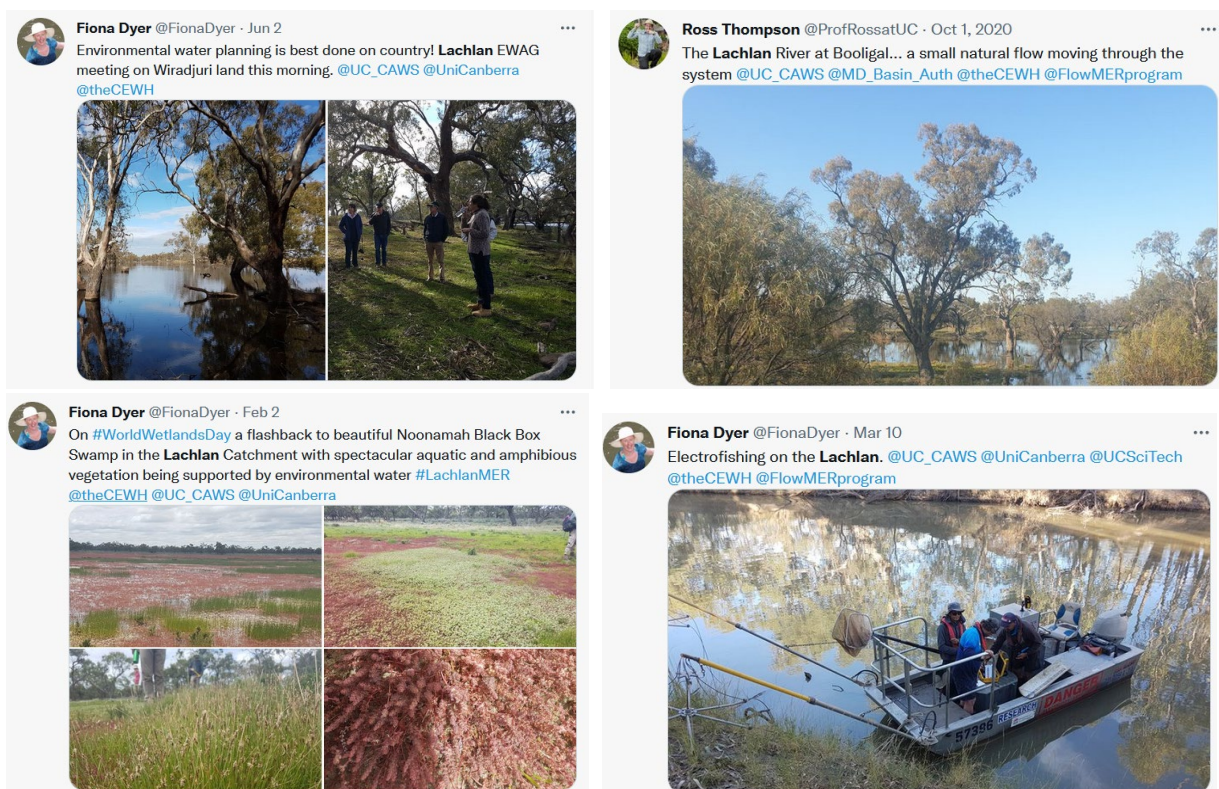 Fiona Dyer @FionaDyer · Jun 2
Environmental water planning is best done on country! Lachlan EWAG
meeting on Wiradjuri land this morning. @UC_CAWS @UniCanberra
@theCEWH
Ross Thompson @ProfRossatUC · Oct 1, 2020
The Lachlan River at Booligal... a small natural flow moving through the
system @UC_CAWS @MD_Basin_Auth @theCEWH @FlowMERprogram
Fiona Dyer @FionaDyer · Feb 2
On #WorldWetlandsDay a flashback to beautiful Noonamah Black Box
Swamp in the Lachlan Catchment with spectacular aquatic and amphibious
vegetation being supported by environmental water #LachlanMER
@theCEWH @UC_CAWS @UniCanberra
Fiona Dyer @FionaDyer · Mar 10
Electrofishing on the Lachlan. @UC_CAWS @UniCanberra @UCSciTech
@theCEWH @FlowMERprogram
57396 RESEARCH DANGER